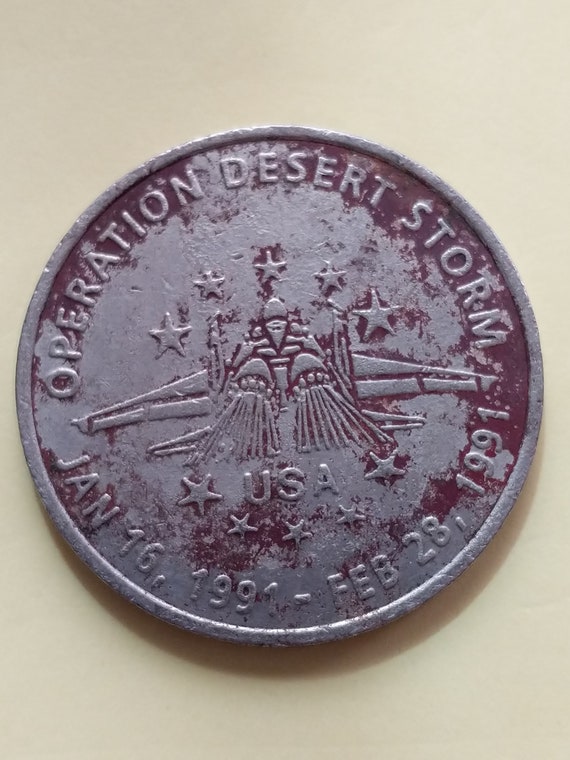 OPERATION DESERT STORM
USA
JAN 16, 1991 - FEB 28, 1991